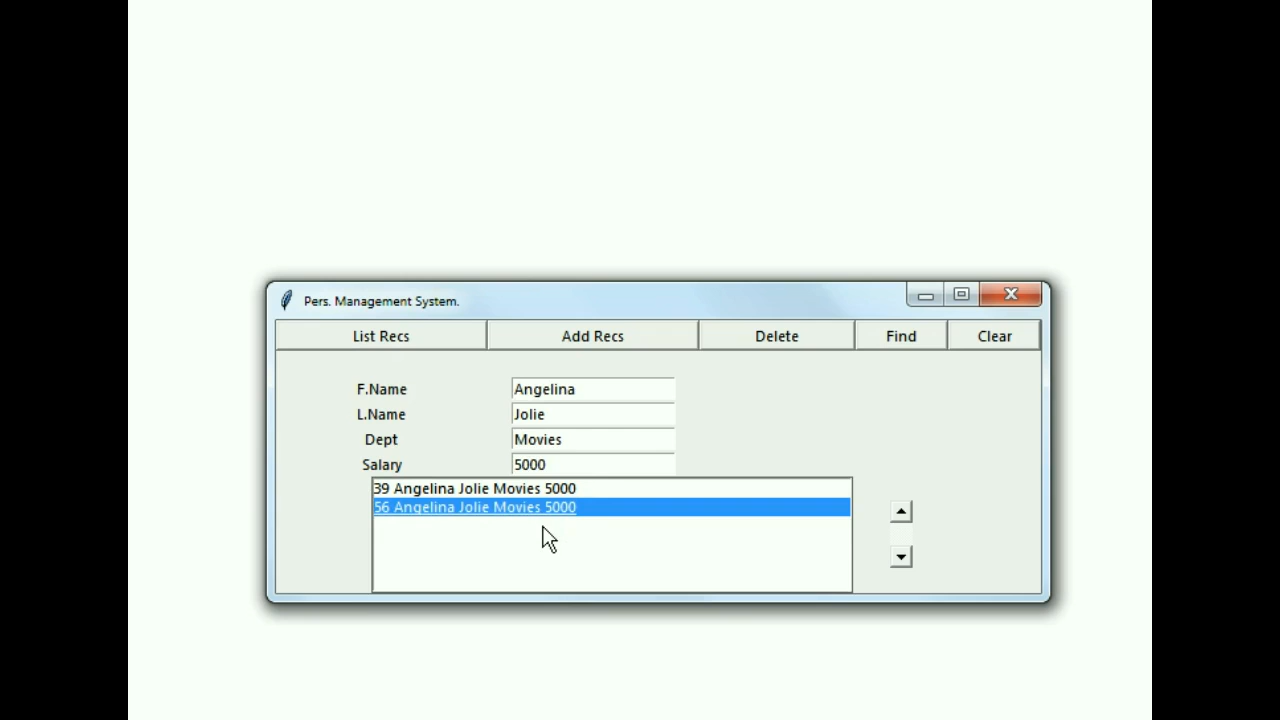 Pers. Management System.
List Recs Add Recs Delete Find Clear
F.Name Angelina
L.Name Jolie
Dept Movies
Salary 5000
39 Angelina Jolie Movies 5000
56 Angelina Jolie Movies 5000